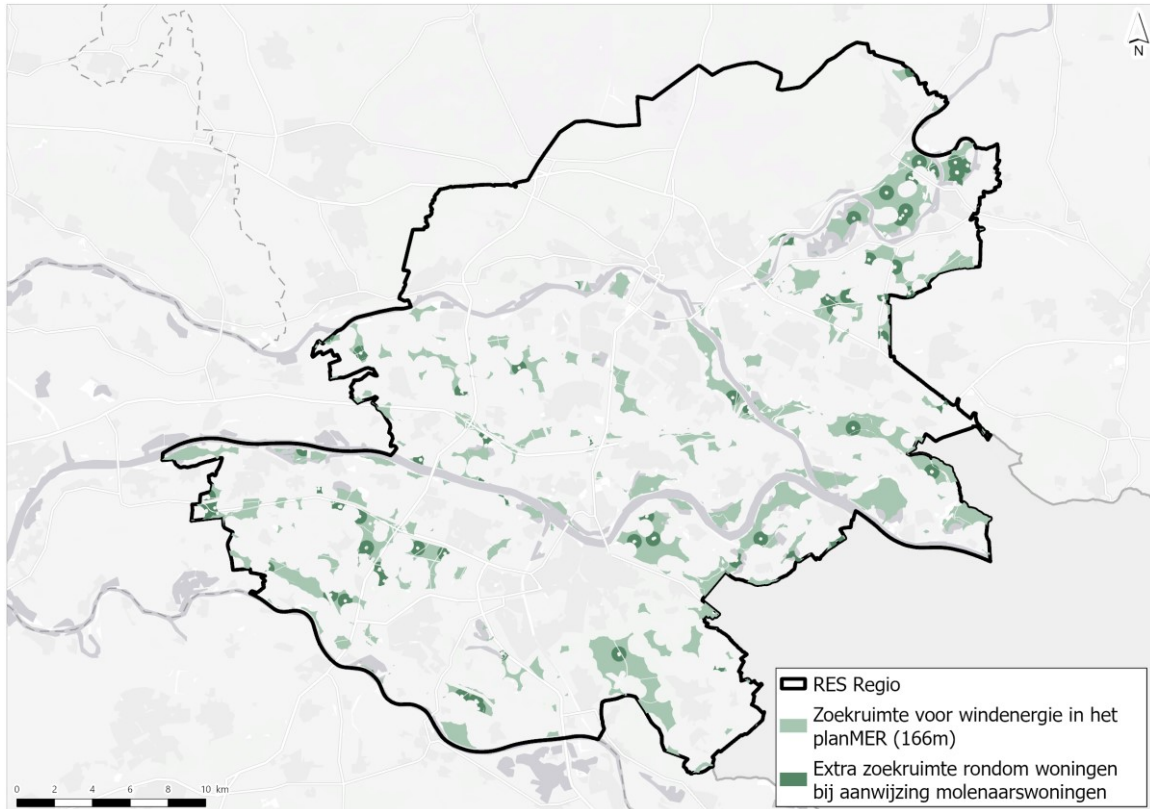 N
RES Regio
Zoekruimte voor windenergie in het
planMER (166m)
Extra zoekruimte rondom woningen
bij aanwijzing molenaarswoningen
0 2 4 6 8 10 km